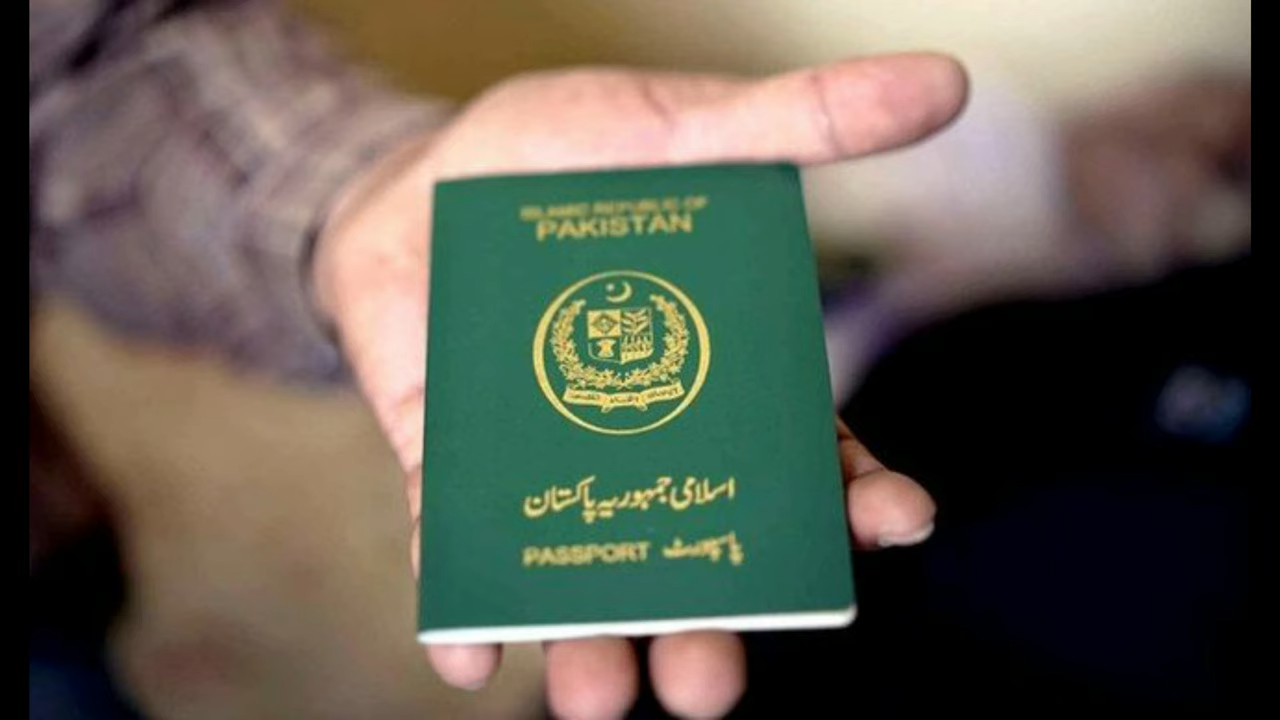 ISLAMIC REPUBLIC OF
PAKISTAN
اسلامی جمہوریہ پاکستان
PASSPORT پاسپورٹ